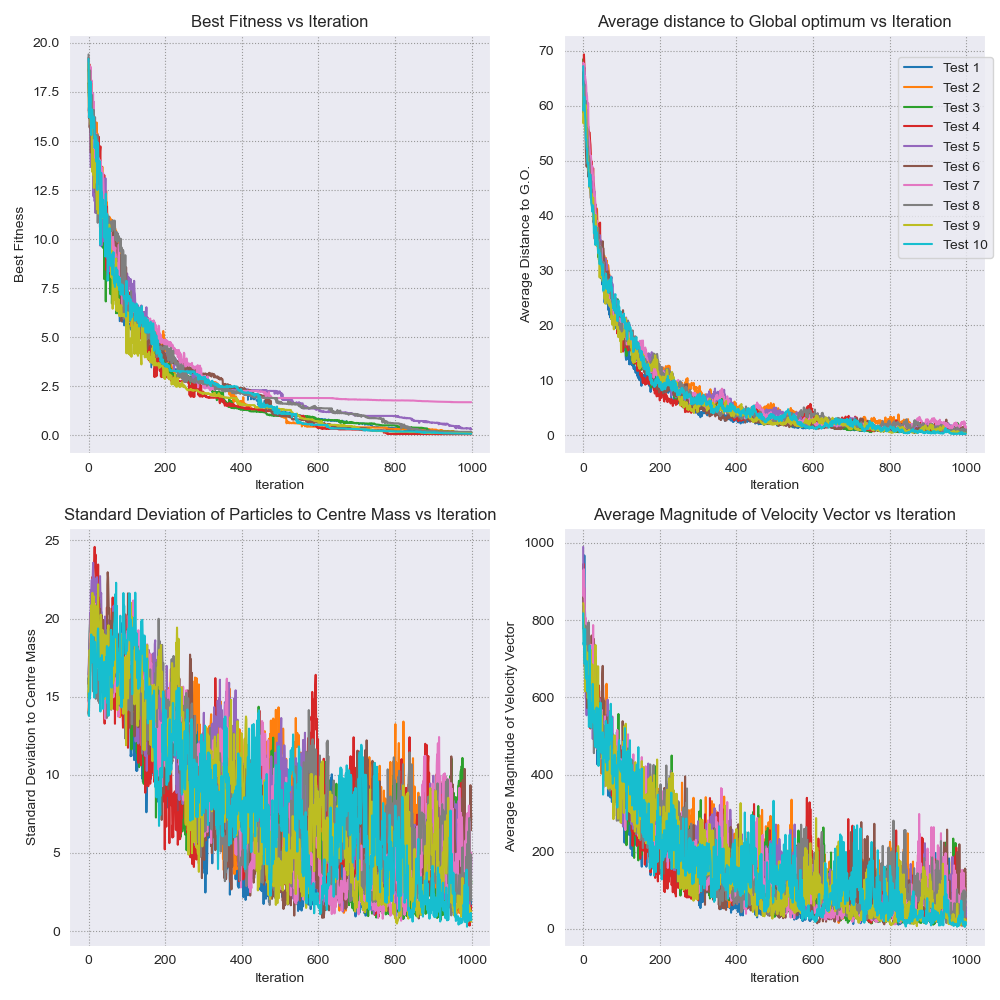 Best Fitness vs Iteration
Best Fitness
20.0
17.5
15.0
12.5
10.0
7.5
5.0
2.5
0.0
0 200 400 600 800 1000
Iteration
Average distance to Global optimum vs Iteration
Average Distance to G.O.
70
60
50
40
30
20
10
0
0 200 400 600 800 1000
Iteration
Test 1
Test 2
Test 3
Test 4
Test 5
Test 6
Test 7
Test 8
Test 9
Test 10
Standard Deviation of Particles to Centre Mass vs Iteration
Standard Deviation to Centre Mass
25
20
15
10
5
0
0 200 400 600 800 1000
Iteration
Average Magnitude of Velocity Vector vs Iteration
Average Magnitude of Velocity Vector
1000
800
600
400
200
0
0 200 400 600 800 1000
Iteration